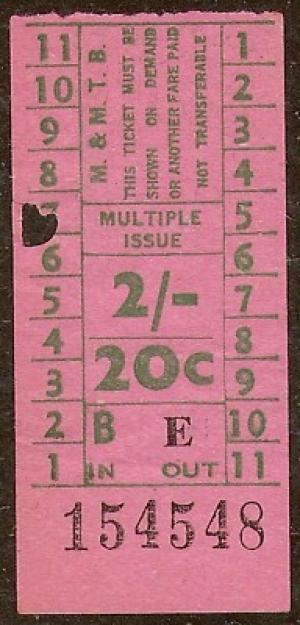 11
10
9
8
7
6
5
4
3
2
1
M. & M. T. B.
THIS TICKET MUST BE
SHOWN ON DEMAND
OR ANOTHER FARE PAID
NOT TRANSFERABLE
MULTIPLE
ISSUE
2/-
20c
B E
IN OUT
1
2
3
4
5
6
7
8
9
10
11
154548